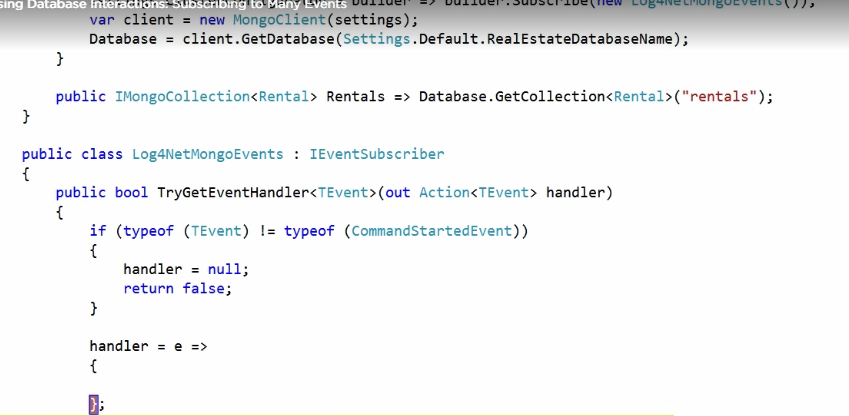 sing Database Interactions: Subscribing to Many Events
builder => builder.Subscribe(new Log4NetMongoEvents());
var client = new MongoClient(settings);
Database = client.GetDatabase(Settings.Default.RealEstateDatabaseName);
}
public IMongoCollection<Rental> Rentals => Database.GetCollection<Rental>("rentals");
}
public class Log4NetMongoEvents : IEventSubscriber
{
public bool TryGetEventHandler<TEvent>(out Action<TEvent> handler)
{
if (typeof (TEvent) != typeof (CommandStartedEvent))
{
handler = null;
return false;
}
handler = e =>
{
};